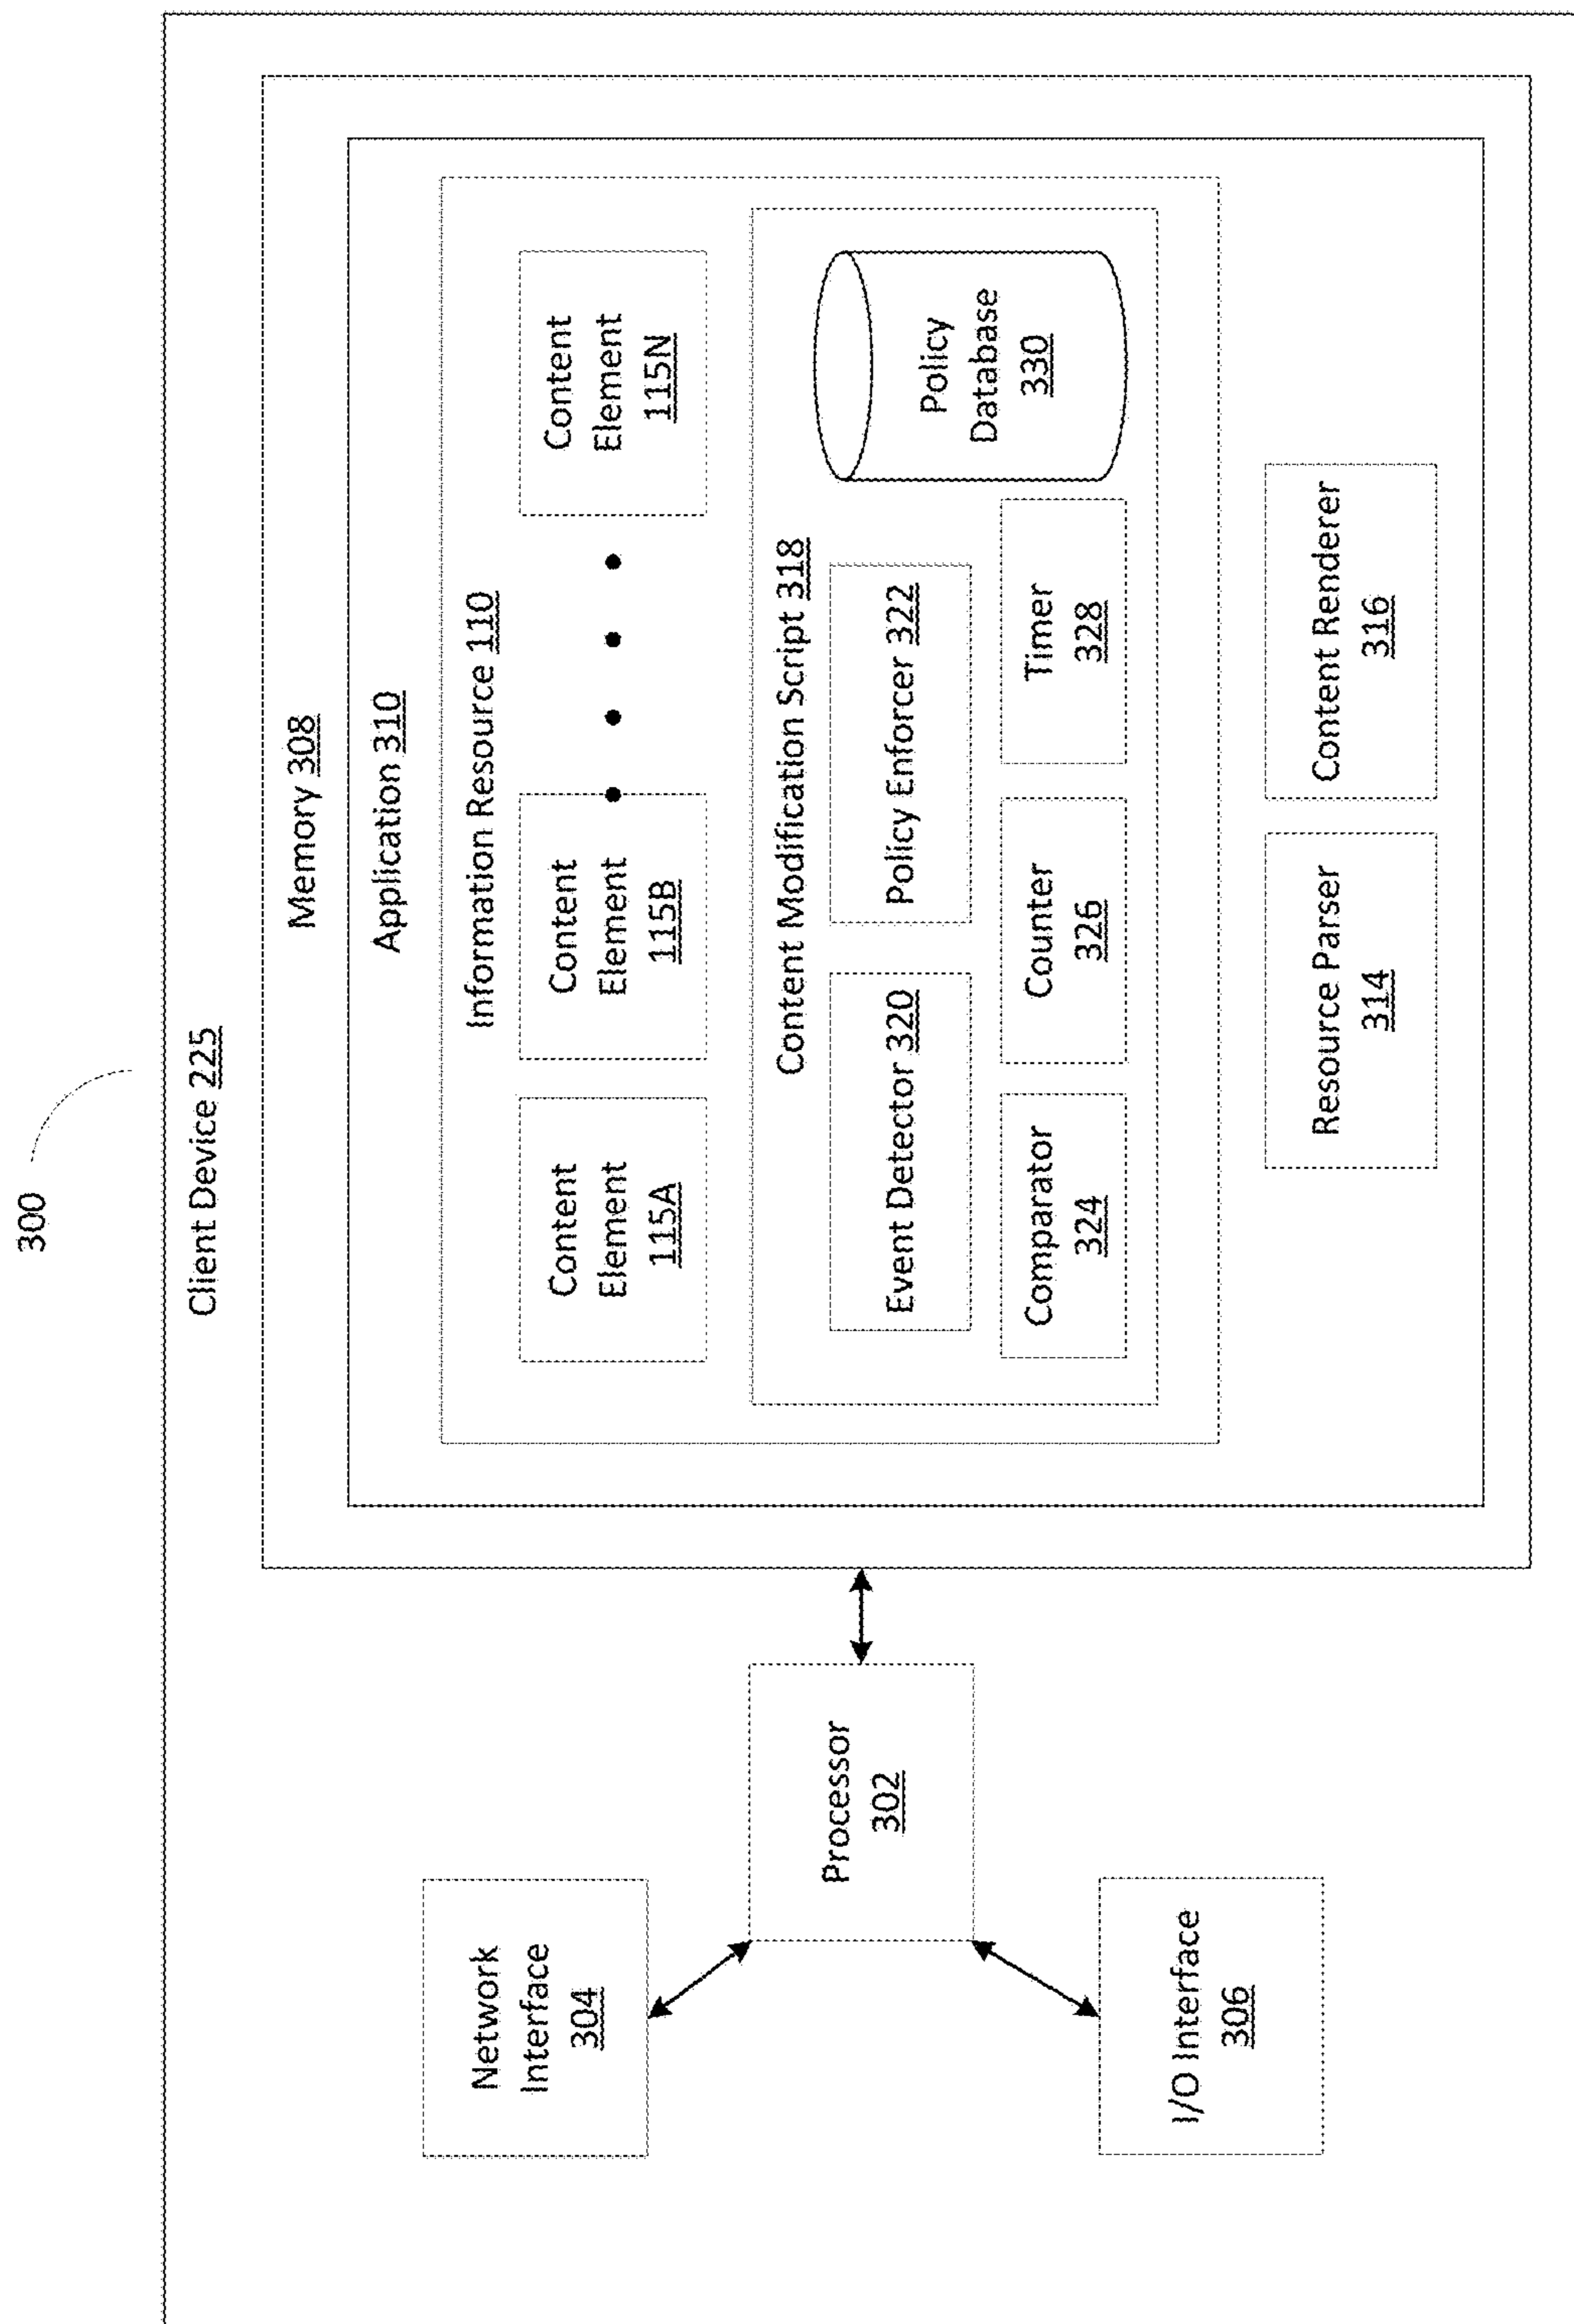 300
Client Device 225
Memory 308
Application 310
Information Resource 110
Content
Element
115A
Content
Element
115B
Content
Element
115N
Content Modification Script 318
Event Detector 320
Policy Enforcer 322
Comparator
324
Counter
326
Timer
328
Policy
Database
330
Resource Parser
314
Content Renderer
316
Network
Interface
304
Processor
302
I/O Interface
306